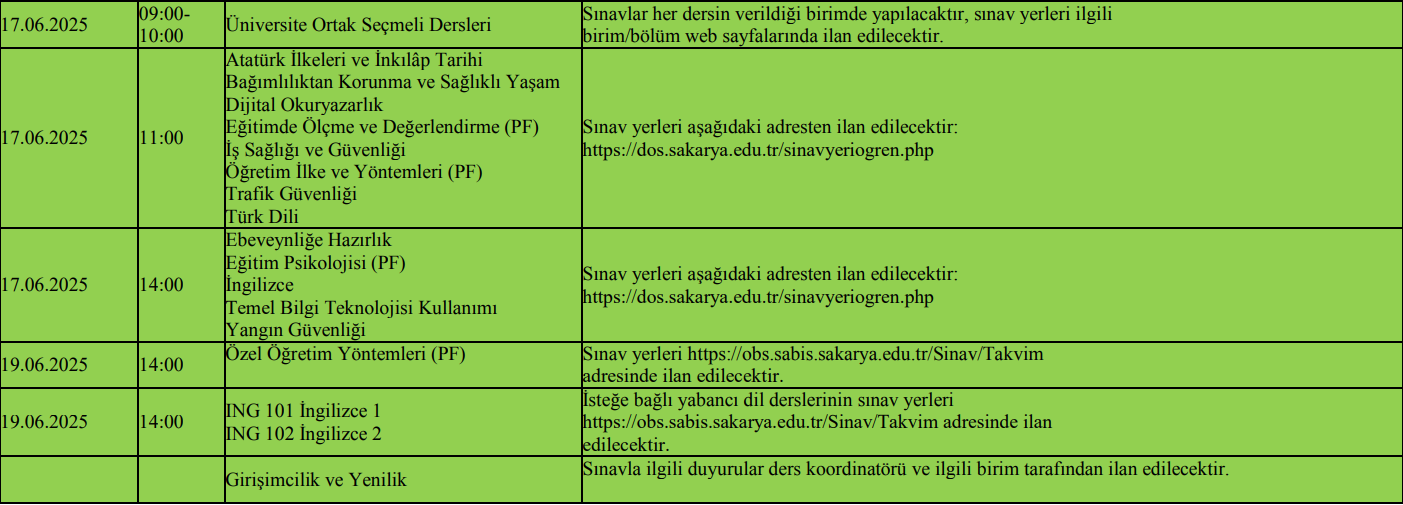 17.06.2025
09:00-
10:00
Üniversite Ortak Seçmeli Dersleri
Sınavlar her dersin verildiği birimde yapılacaktır, sınav yerleri ilgili
birim/bölüm web sayfalarında ilan edilecektir.
17.06.2025
11:00
Atatürk İlkeleri ve İnkılâp Tarihi
Bağımlılıktan Korunma ve Sağlıklı Yaşam
Dijital Okuryazarlık
Eğitimde Ölçme ve Değerlendirme (PF)
İş Sağlığı ve Güvenliği
Öğretim İlke ve Yöntemleri (PF)
Trafik Güvenliği
Türk Dili
Sınav yerleri aşağıdaki adresten ilan edilecektir:
https://dos.sakarya.edu.tr/sinavyeriogren.php
17.06.2025
14:00
Ebeveynliğe Hazırlık
Eğitim Psikolojisi (PF)
İngilizce
Temel Bilgi Teknolojisi Kullanımı
Yangın Güvenliği
Sınav yerleri aşağıdaki adresten ilan edilecektir:
https://dos.sakarya.edu.tr/sinavyeriogren.php
19.06.2025
14:00
Özel Öğretim Yöntemleri (PF)
Sınav yerleri https://obs.sabis.sakarya.edu.tr/Sinav/Takvim
adresinde ilan edilecektir.
19.06.2025
14:00
ING 101 İngilizce 1
ING 102 İngilizce 2
İsteğe bağlı yabancı dil derslerinin sınav yerleri
https://obs.sabis.sakarya.edu.tr/Sinav/Takvim adresinde ilan
edilecektir.
Girişimcilik ve Yenilik
Sınavla ilgili duyurular ders koordinatörü ve ilgili birim tarafından ilan edilecektir.